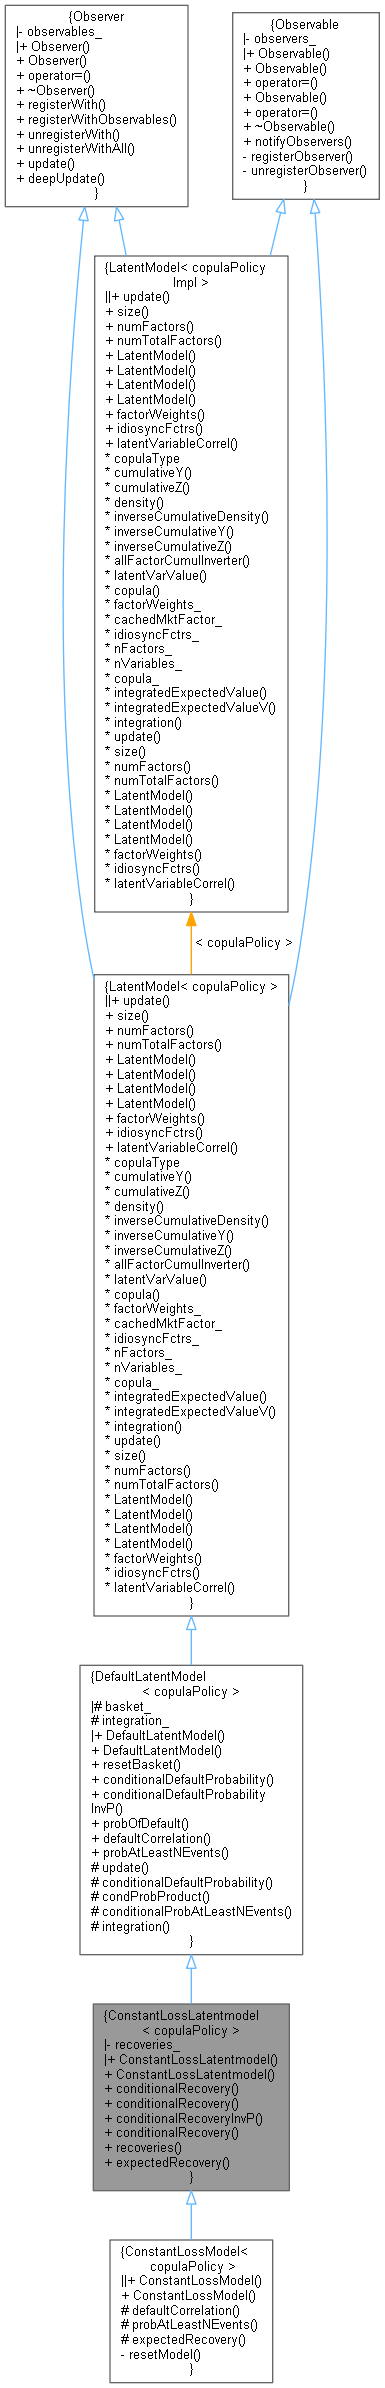 {Observer
|- observables_
|+ Observer()
+ Observer()
+ operator=()
+ ~Observer()
+ registerWith()
+ registerWithObservables()
+ unregisterWith()
+ unregisterWithAll()
+ update()
+ deepUpdate()
}
{Observable
|- observers_
|+ Observable()
+ Observable()
+ operator=()
+ Observable()
+ operator=()
+ ~Observable()
+ notifyObservers()
- registerObserver()
- unregisterObserver()
}
{LatentModel< copulaPolicy
Impl >
||+ update()
+ size()
+ numFactors()
+ numTotalFactors()
+ LatentModel()
+ LatentModel()
+ LatentModel()
+ LatentModel()
+ factorWeights()
+ idiosyncFctrs()
+ latentVariableCorrel()
* copulaType
* cumulativeY()
* cumulativeZ()
* density()
* inverseCumulativeDensity()
* inverseCumulativeY()
* inverseCumulativeZ()
* allFactorCumulInverter()
* latentVarValue()
* copula()
* factorWeights_
* cachedMktFactor_
* idiosyncFctrs_
* nFactors_
* nVariables_
* copula_
* integratedExpectedValue()
* integratedExpectedValueV()
* integration()
* update()
* size()
* numFactors()
* numTotalFactors()
* LatentModel()
* LatentModel()
* LatentModel()
* LatentModel()
* factorWeights()
* idiosyncFctrs()
* latentVariableCorrel()
}
< copulaPolicy >
{LatentModel< copulaPolicy >
||+ update()
+ size()
+ numFactors()
+ numTotalFactors()
+ LatentModel()
+ LatentModel()
+ LatentModel()
+ LatentModel()
+ factorWeights()
+ idiosyncFctrs()
+ latentVariableCorrel()
* copulaType
* cumulativeY()
* cumulativeZ()
* density()
* inverseCumulativeDensity()
* inverseCumulativeY()
* inverseCumulativeZ()
* allFactorCumulInverter()
* latentVarValue()
* copula()
* factorWeights_
* cachedMktFactor_
* idiosyncFctrs_
* nFactors_
* nVariables_
* copula_
* integratedExpectedValue()
* integratedExpectedValueV()
* integration()
* update()
* size()
* numFactors()
* numTotalFactors()
* LatentModel()
* LatentModel()
* LatentModel()
* LatentModel()
* factorWeights()
* idiosyncFctrs()
* latentVariableCorrel()
}
{DefaultLatentModel
< copulaPolicy >
|# basket_
# integration_
|+ DefaultLatentModel()
+ DefaultLatentModel()
+ resetBasket()
+ conditionalDefaultProbability()
+ conditionalDefaultProbability
InvP()
+ probOfDefault()
+ defaultCorrelation()
+ probAtLeastNEvents()
# update()
# conditionalDefaultProbability()
# condProbProduct()
# conditionalProbAtLeastNEvents()
# integration()
}
{ConstantLossLatentmodel
< copulaPolicy >
|- recoveries_
|+ ConstantLossLatentmodel()
+ ConstantLossLatentmodel()
+ conditionalRecovery()
+ conditionalRecovery()
+ conditionalRecoveryInvP()
+ conditionalRecovery()
+ recoveries()
+ expectedRecovery()
}
{ConstantLossModel<
copulaPolicy >
||+ ConstantLossModel()
+ ConstantLossModel()
# defaultCorrelation()
# probAtLeastNEvents()
# expectedRecovery()
- resetModel()
}